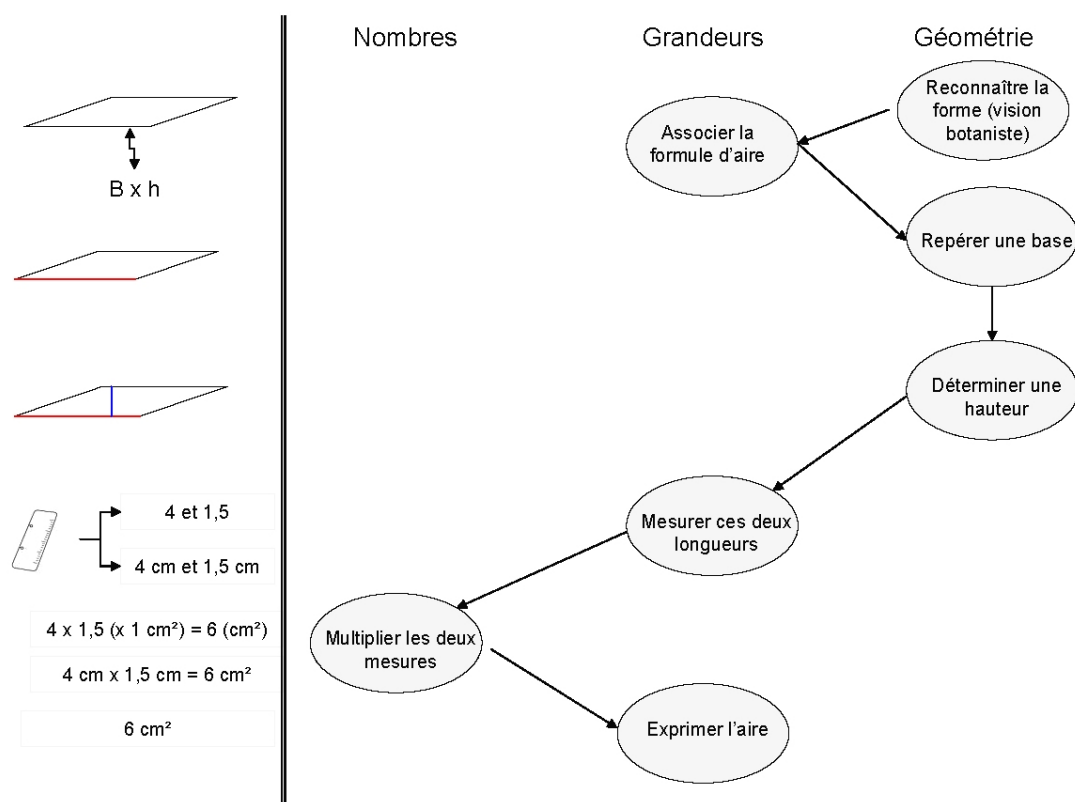 Nombres
Grandeurs
Géométrie
Reconnaître la
forme (vision
botaniste)
Associer la
formule d'aire
B x h
Repérer une base
Déterminer une
hauteur
4 et 1,5
Mesurer ces deux
longueurs
4 cm et 1,5 cm
4 x 1,5 (x 1 cm²) = 6 (cm²)
Multiplier les deux
mesures
4 cm x 1,5 cm = 6 cm²
6 cm²
Exprimer l'aire